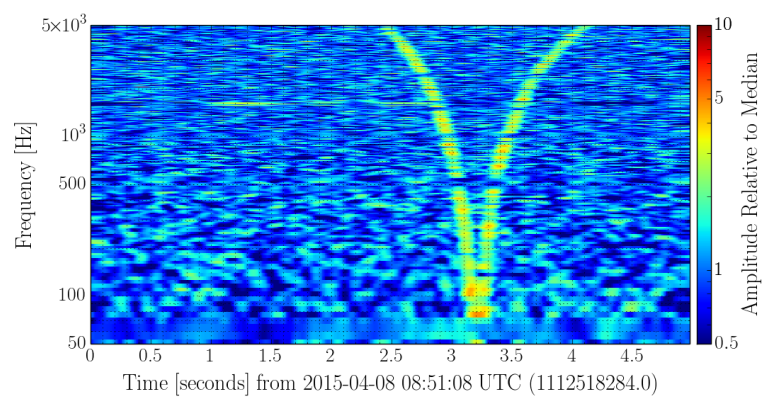 5×10³
10³
500
100
50
Frequency [Hz]
0 0.5 1 1.5 2 2.5 3 3.5 4 4.5
Time [seconds] from 2015-04-08 08:51:08 UTC (1112518284.0)
10
5
1
0.5
Amplitude Relative to Median